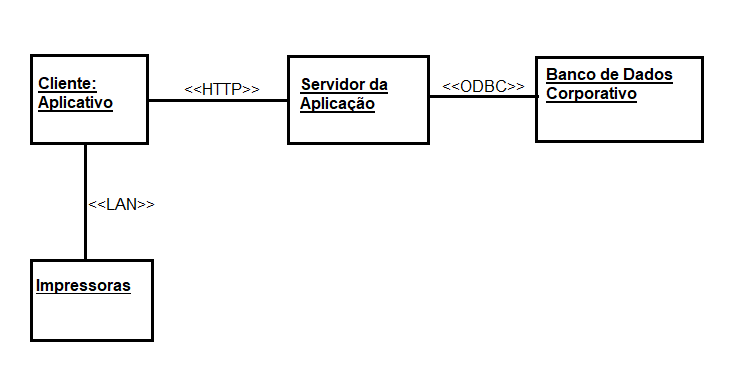 Cliente:
Aplicativo
<<HTTP>>
Servidor da
Aplicação
<<ODBC>>
Banco de Dados
Corporativo
<<LAN>>
Impressoras